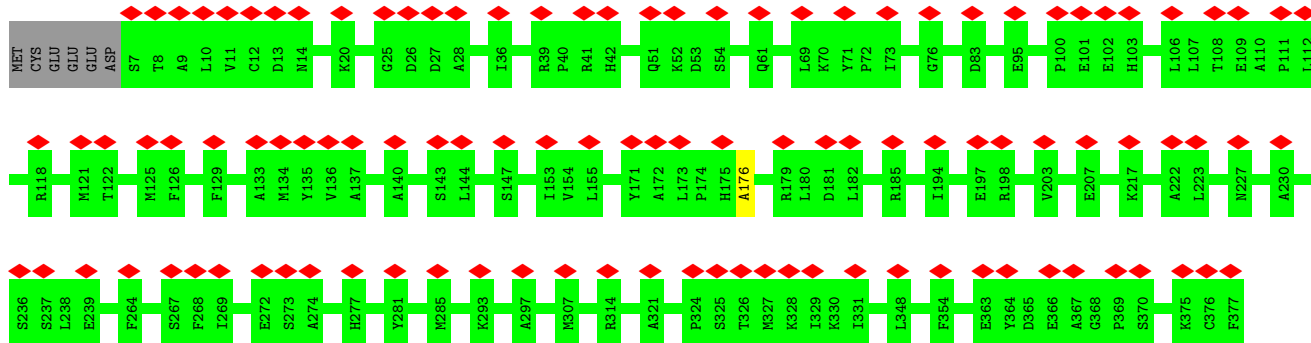 MET CYS GLU GLU GLU ASP S7 T8 A9 L10 V11 C12 D13 N14 K20 G25 D26 D27 A28 I36 R39 P40 R41 H42 Q51 K52 D53 S54 Q61 L69 K70 Y71 P72 I73 G76 D83 E95 P100 E101 E102 H103 L106 L107 T108 E109 A110 P111 L112
R118 M121 T122 M125 F126 F129 A133 M134 Y135 V136 A137 A140 S143 L144 S147 I153 V154 L155 Y171 A172 L173 P174 H175 A176 R179 L180 D181 L182 R185 I194 E197 R198 V203 E207 K217 A222 L223 N227 A230
S236 S237 L238 E239 F264 S267 F268 I269 E272 S273 A274 H277 Y281 M285 K293 A297 M307 R314 A321 P324 S325 T326 M327 K328 I329 K330 I331 L348 F354 E363 Y364 D365 E366 A367 G368 P369 S370 K375 C376 F377